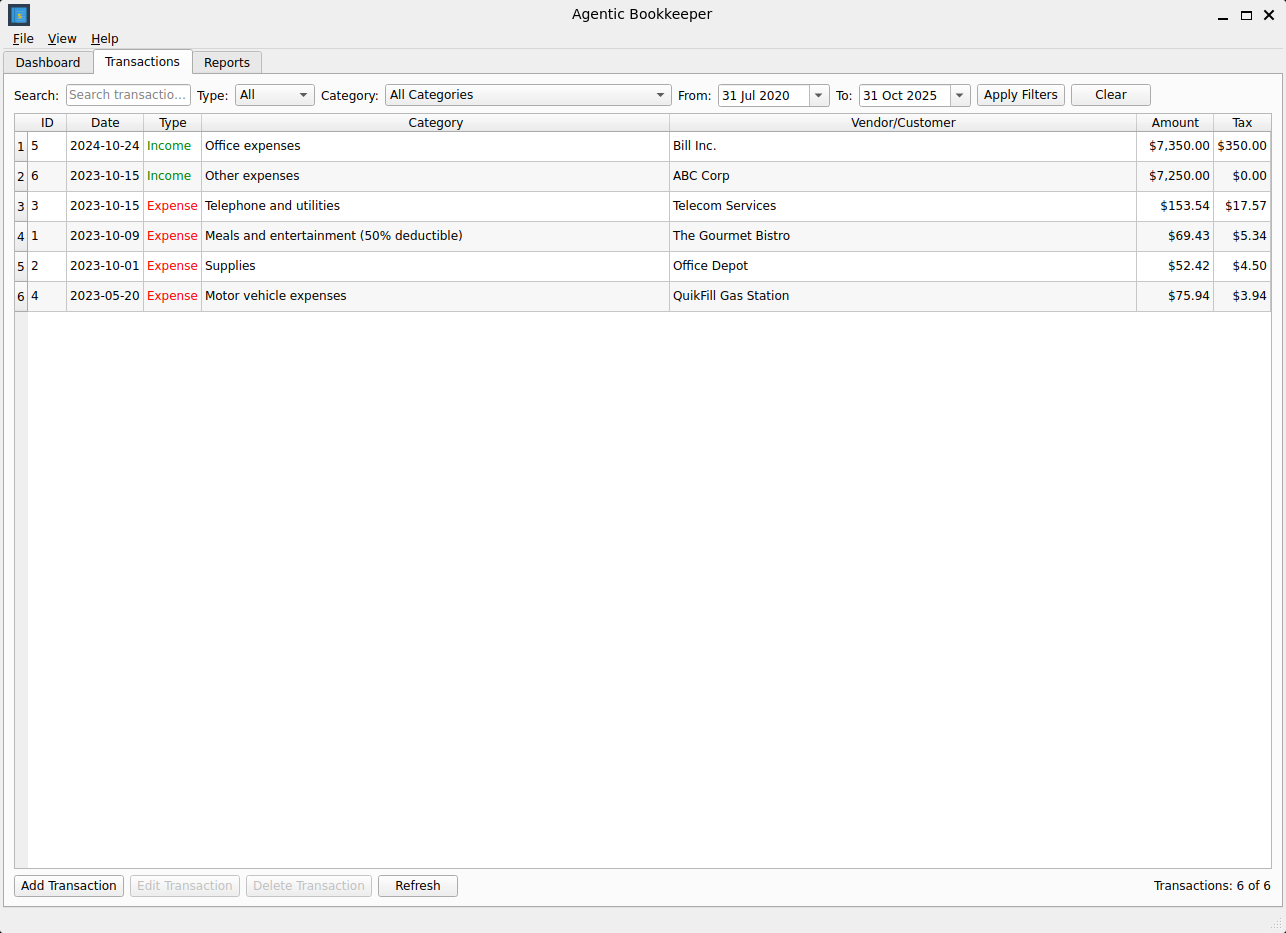 Agentic Bookkeeper
File View Help
Dashboard Transactions Reports
Search: Search transactio... Type: All Category: All Categories From: 31 Jul 2020 To: 31 Oct 2025 Apply Filters Clear
ID Date Type Category Vendor/Customer Amount Tax
1 5 2024-10-24 Income Office expenses Bill Inc. $7,350.00 $350.00
2 6 2023-10-15 Income Other expenses ABC Corp $7,250.00 $0.00
3 3 2023-10-15 Expense Telephone and utilities Telecom Services $153.54 $17.57
4 1 2023-10-09 Expense Meals and entertainment (50% deductible) The Gourmet Bistro $69.43 $5.34
5 2 2023-10-01 Expense Supplies Office Depot $52.42 $4.50
6 4 2023-05-20 Expense Motor vehicle expenses QuikFill Gas Station $75.94 $3.94
Add Transaction Edit Transaction Delete Transaction Refresh Transactions: 6 of 6